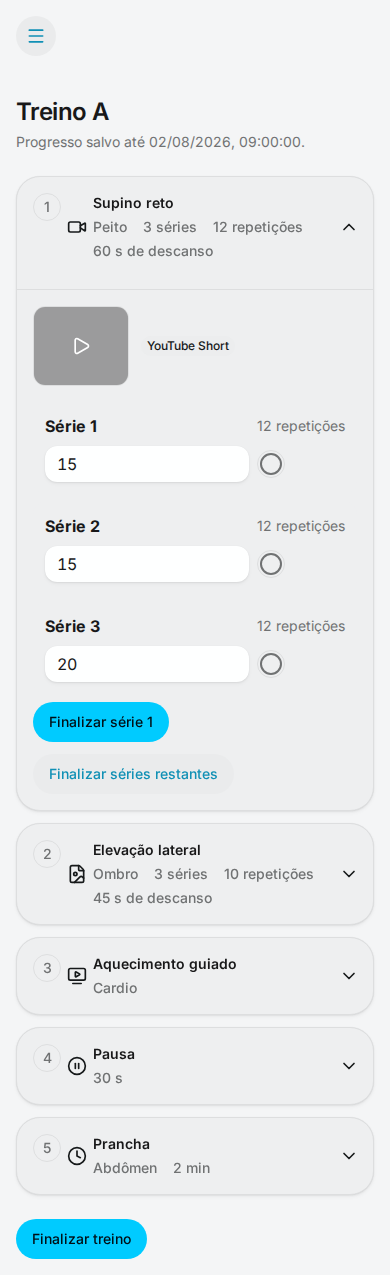 Treino A
Progresso salvo até 02/08/2026, 09:00:00.
1
Supino reto
Peito 3 séries 12 repetições
60 s de descanso
YouTube Short
Série 1 12 repetições
15
Série 2 12 repetições
15
Série 3 12 repetições
20
Finalizar série 1
Finalizar séries restantes
2
Elevação lateral
Ombro 3 séries 10 repetições
45 s de descanso
3
Aquecimento guiado
Cardio
4
Pausa
30 s
5
Prancha
Abdômen 2 min
Finalizar treino